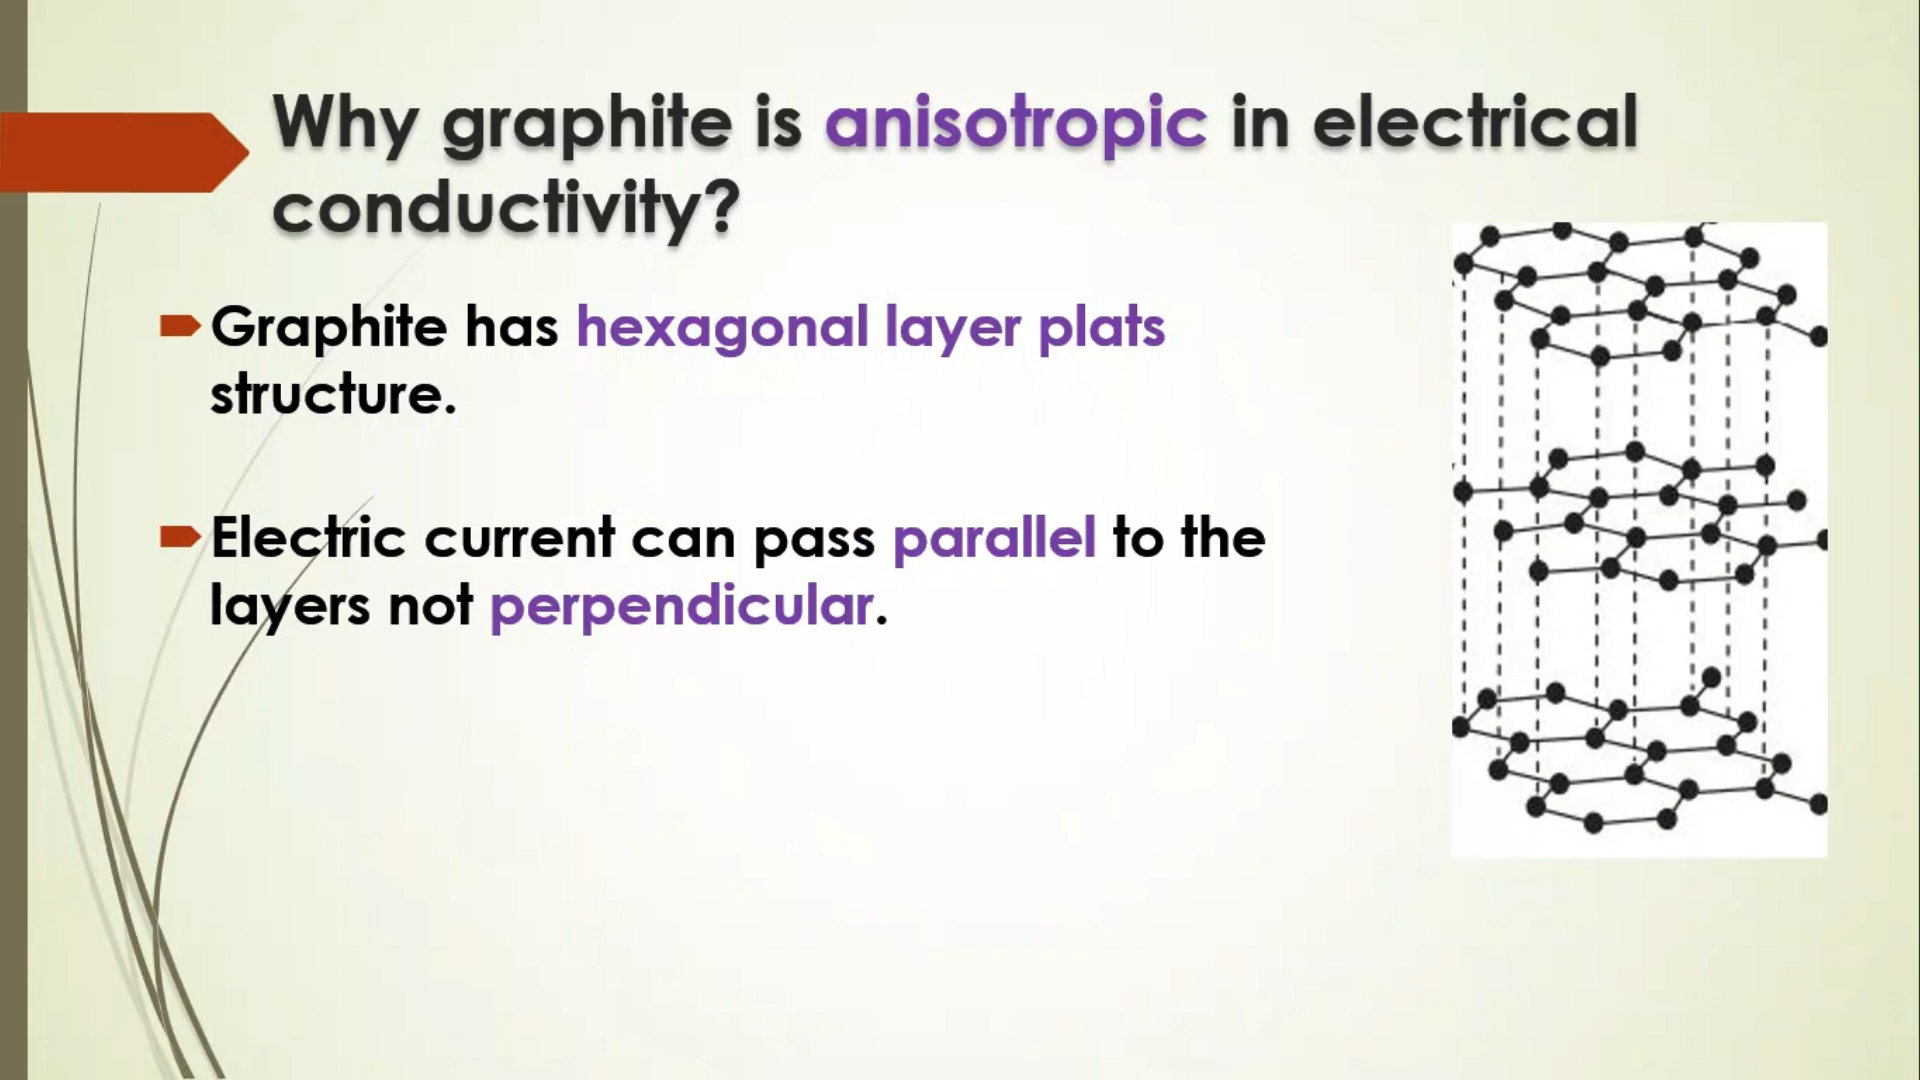 Why graphite is anisotropic in electrical
conductivity?
Graphite has hexagonal layer plats
structure.
Electric current can pass parallel to the
layers not perpendicular.